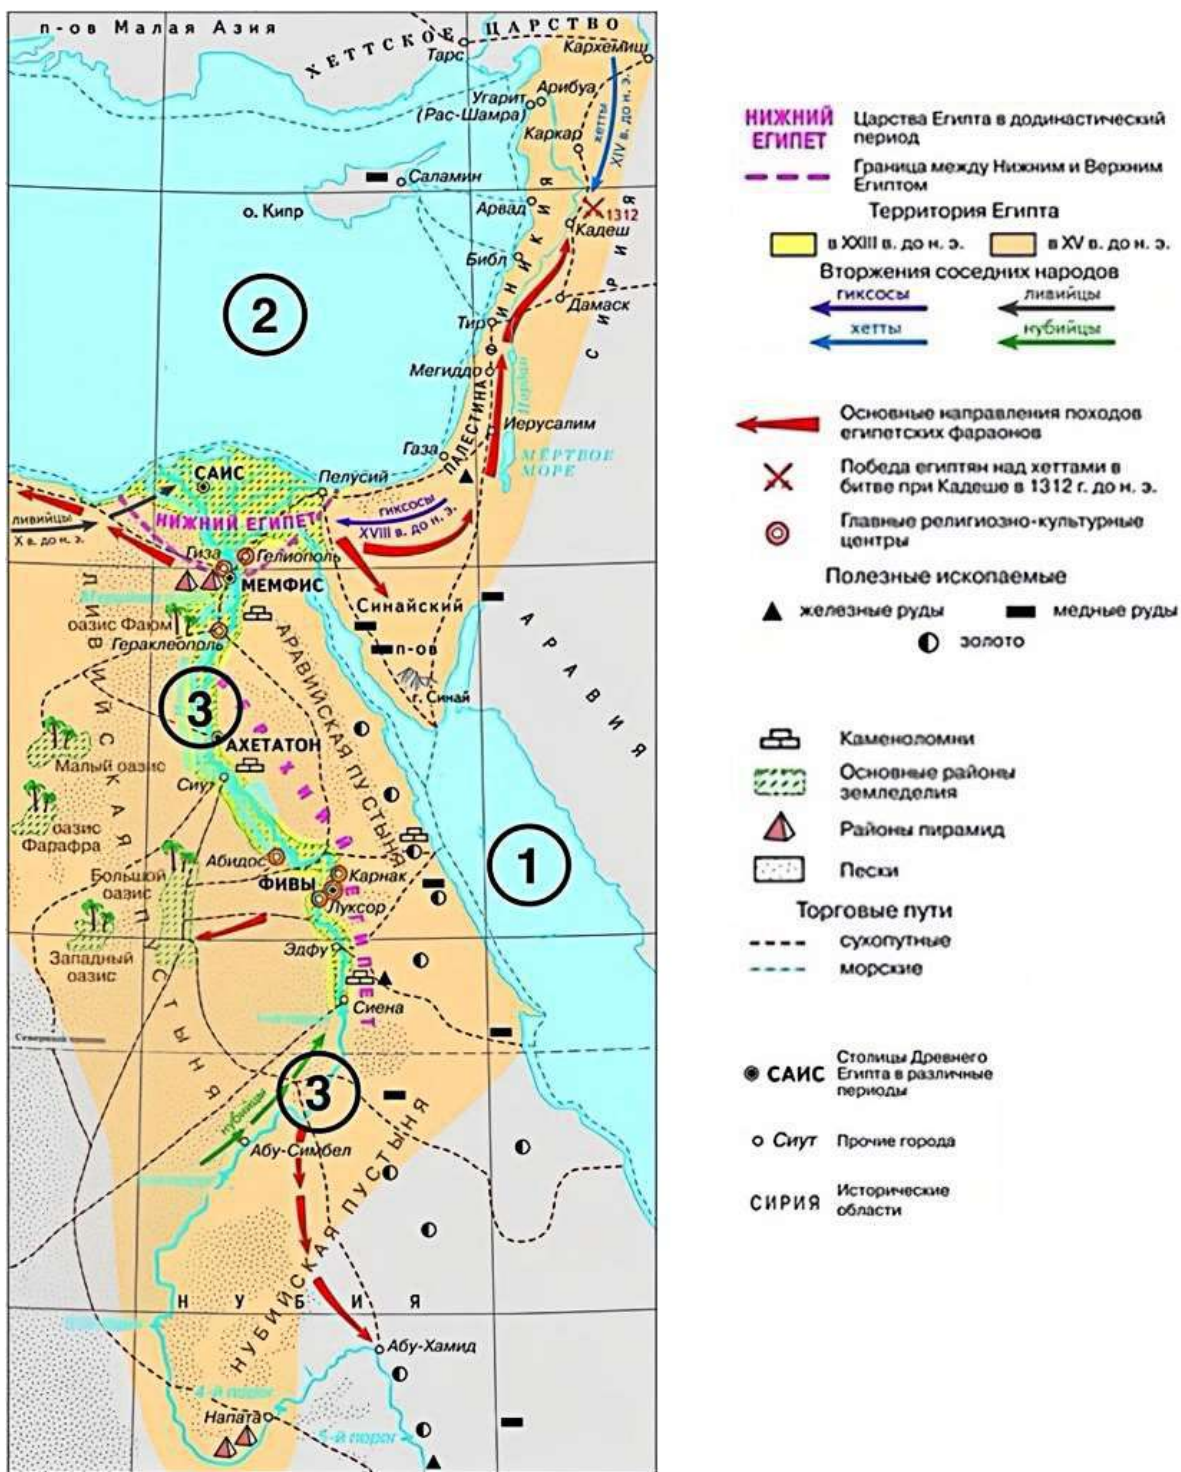 п-ов Малая Азия
ХЕТТСКОЕ ЦАРСТВО
Тарс
Кархемиш
Арибуа
Угарит
(Рас-Шамра)
хетты
XIV в. до н. э.
Каркар
Саламин
о. Кипр
Арвад
1312
Кадеш
ФИНИКИЯ
СИРИЯ
Библ
2
Дамаск
Тир
Мегиддо
Иордан
ПАЛЕСТИНА
Иерусалим
Газа
МЁРТВОЕ
МОРЕ
САИС
Пелусий
ливийцы
X в. до н. э.
НИЖНИЙ ЕГИПЕТ
гиксосы
XVIII в. до н. э.
Гиза
Гелиополь
МЕМФИС
Синайский
п-ов
г. Синай
оазис Фаюм
Гераклеополь
АРАВИЯ
ЛИВИЙСКАЯ ПУСТЫНЯ
АРАВИЙСКАЯ ПУСТЫНЯ
3
ВЕРХНИЙ ЕГИПЕТ
АХЕТАТОН
Малый оазис
Сиут
оазис
Фарафра
Абидос
Большой
оазис
ФИВЫ
Карнак
Луксор
1
Западный
оазис
Эдфу
Сиена
Северный тропик
3
нубийцы
Абу-Симбел
НУБИЙСКАЯ ПУСТЫНЯ
НУБИЯ
Абу-Хамид
4-й порог
Напата
5-й порог
НИЖНИЙ
ЕГИПЕТ
Царства Египта в додинастический
период
Граница между Нижним и Верхним
Египтом
Территория Египта
в XXIII в. до н. э.
в XV в. до н. э.
Вторжения соседних народов
гиксосы
ливийцы
хетты
нубийцы
Основные направления походов
египетских фараонов
Победа египтян над хеттами в
битве при Кадеше в 1312 г. до н. э.
Главные религиозно-культурные
центры
Полезные ископаемые
железные руды
медные руды
золото
Каменоломни
Основные районы
земледелия
Районы пирамид
Пески
Торговые пути
сухопутные
морские
САИС
Столицы Древнего
Египта в различные
периоды
Сиут
Прочие города
СИРИЯ
Исторические
области